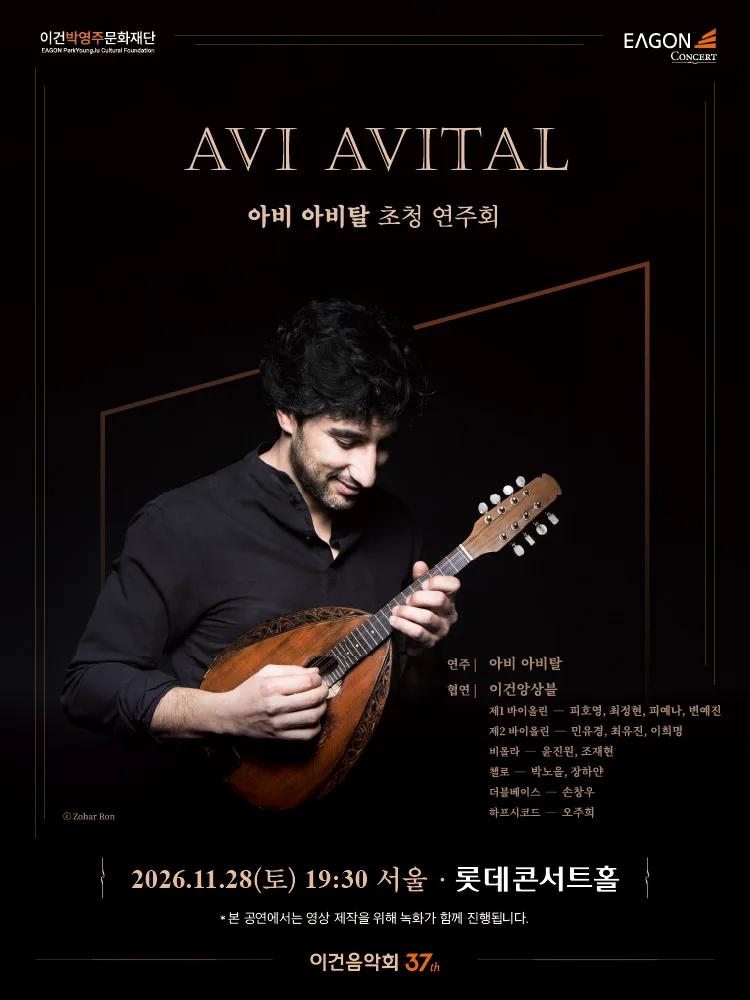 이건박영주문화재단
EAGON ParkYoungJu Cultural Foundation
EAGON
CONCERT
AVI AVITAL
아비 아비탈 초청 연주회
연주 | 아비 아비탈
협연 | 이건앙상블
제1 바이올린 — 피호영, 최정현, 피예나, 변예진
제2 바이올린 — 민유경, 최유진, 이희명
비올라 — 윤진원, 조재현
첼로 — 박노을, 장하얀
더블베이스 — 손창우
하프시코드 — 오주희
ⓒ Zohar Ron
2026.11.28(토) 19:30 서울 · 롯데콘서트홀
* 본 공연에서는 영상 제작을 위해 녹화가 함께 진행됩니다.
이건음악회 37th